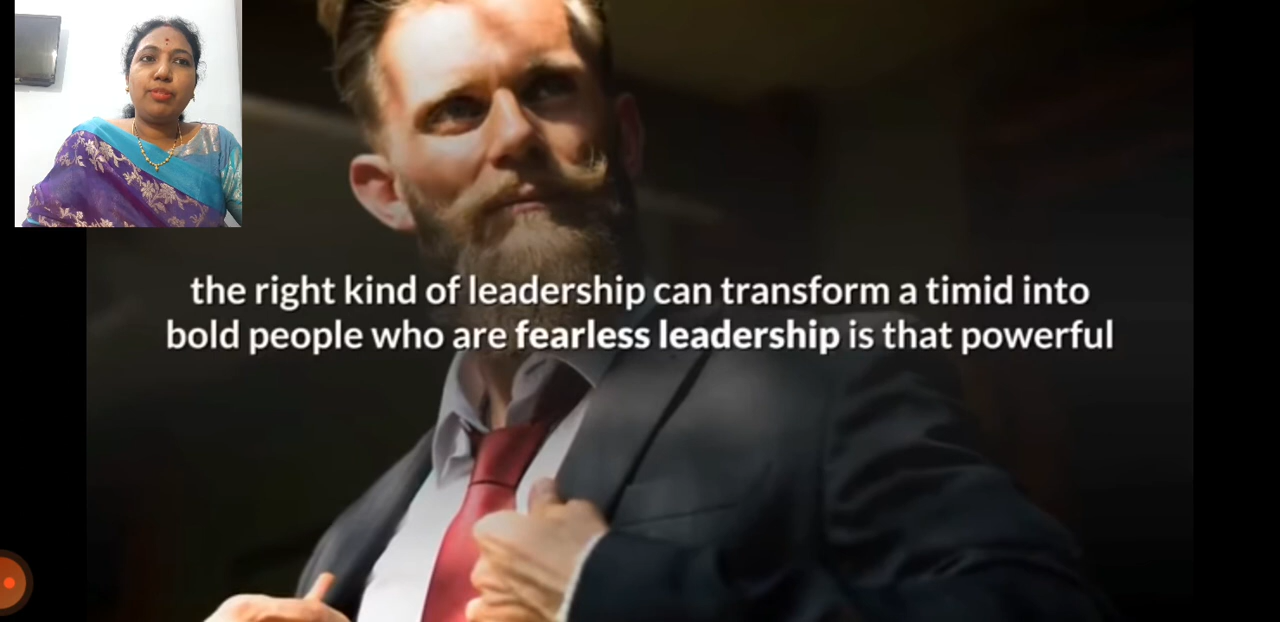 the right kind of leadership can transform a timid into
bold people who are fearless leadership is that powerful